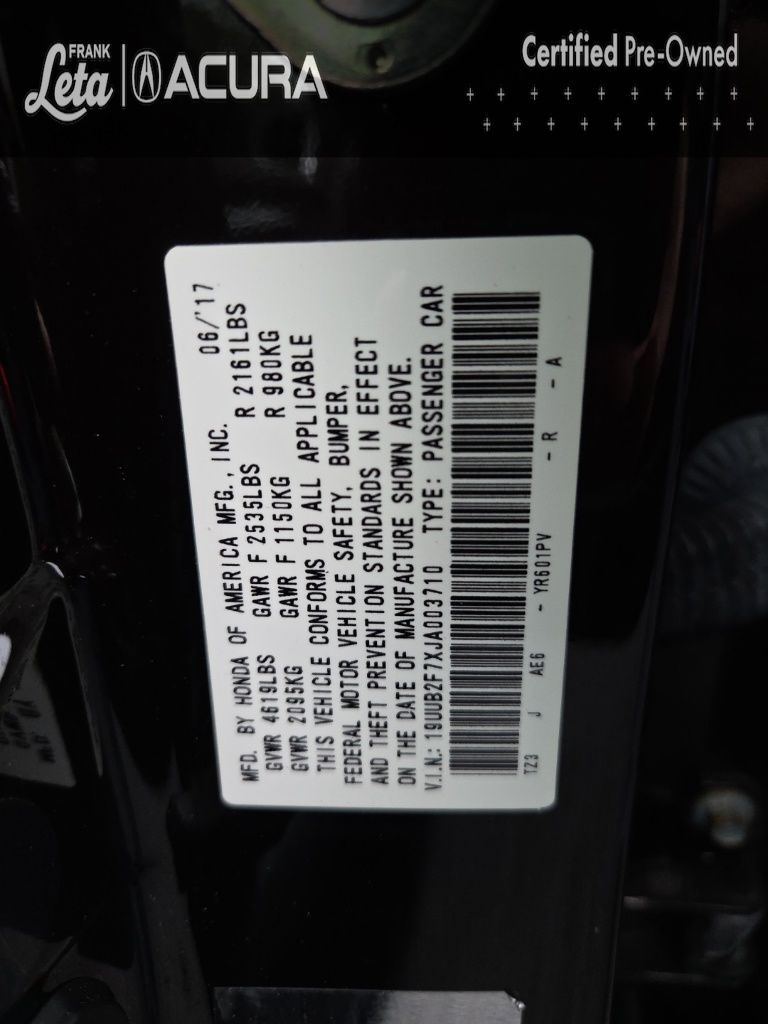 FRANK
Leta
ACURA
Certified Pre-Owned
MFD. BY HONDA OF AMERICA MFG., INC. 06/'17
GVWR 4619LBS GAWR F 2535LBS R 2161LBS
GVWR 2095KG GAWR F 1150KG R 980KG
THIS VEHICLE CONFORMS TO ALL APPLICABLE
FEDERAL MOTOR VEHICLE SAFETY, BUMPER,
AND THEFT PREVENTION STANDARDS IN EFFECT
ON THE DATE OF MANUFACTURE SHOWN ABOVE.
V.I.N.: 19UUB2F7XJA003710 TYPE: PASSENGER CAR
TZ3 J AE6 - YR601PV - R - A